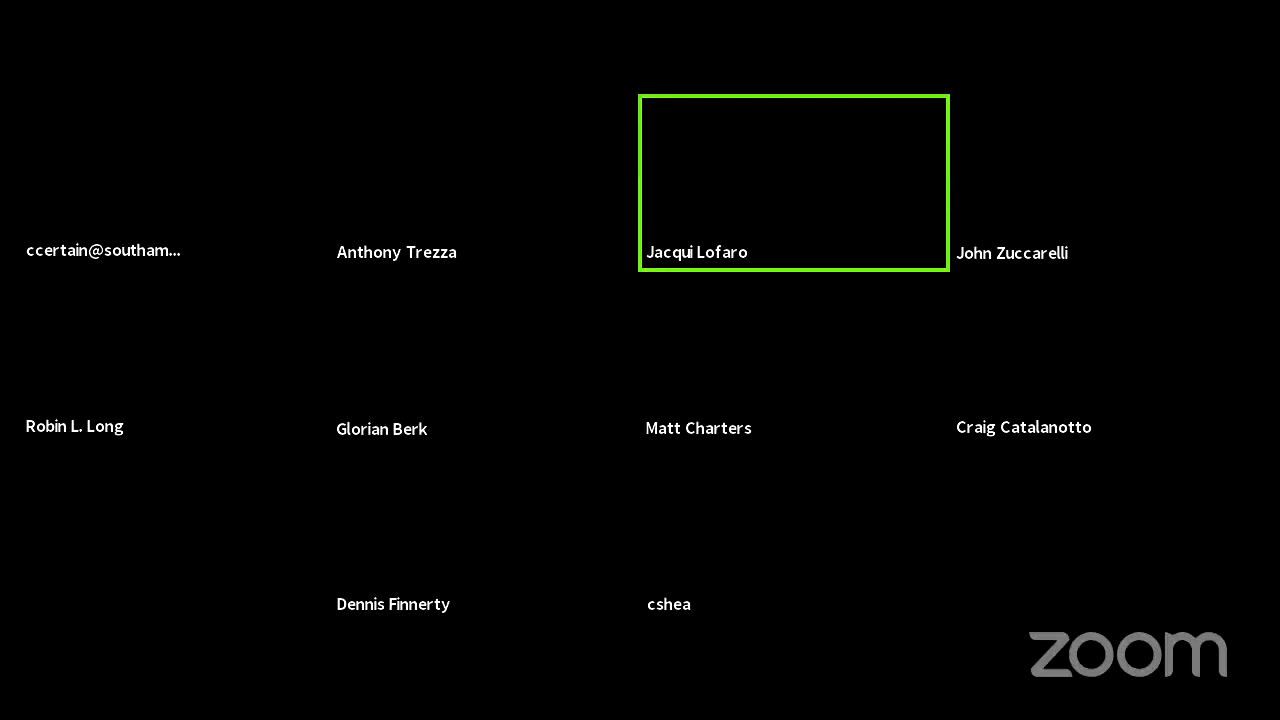 ccertain@southam...
Anthony Trezza
Jacqui Lofaro
John Zuccarelli
Robin L. Long
Glorian Berk
Matt Charters
Craig Catalanotto
Dennis Finnerty
cshea
zoom